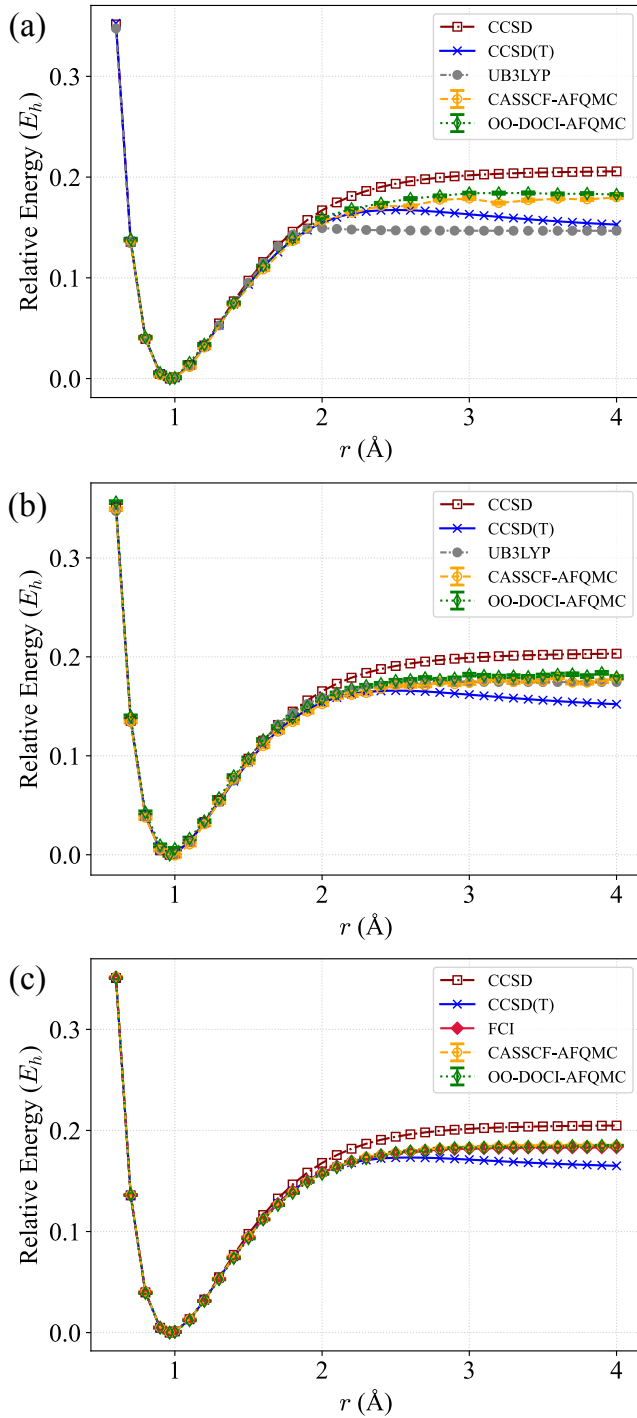 (a)
Relative Energy (E_h)
0.3
0.2
0.1
0.0
CCSD
CCSD(T)
UB3LYP
CASSCF-AFQMC
OO-DOCI-AFQMC
1
2
3
4
r (Å)
(b)
Relative Energy (E_h)
0.3
0.2
0.1
0.0
CCSD
CCSD(T)
UB3LYP
CASSCF-AFQMC
OO-DOCI-AFQMC
1
2
3
4
r (Å)
(c)
Relative Energy (E_h)
0.3
0.2
0.1
0.0
CCSD
CCSD(T)
FCI
CASSCF-AFQMC
OO-DOCI-AFQMC
1
2
3
4
r (Å)